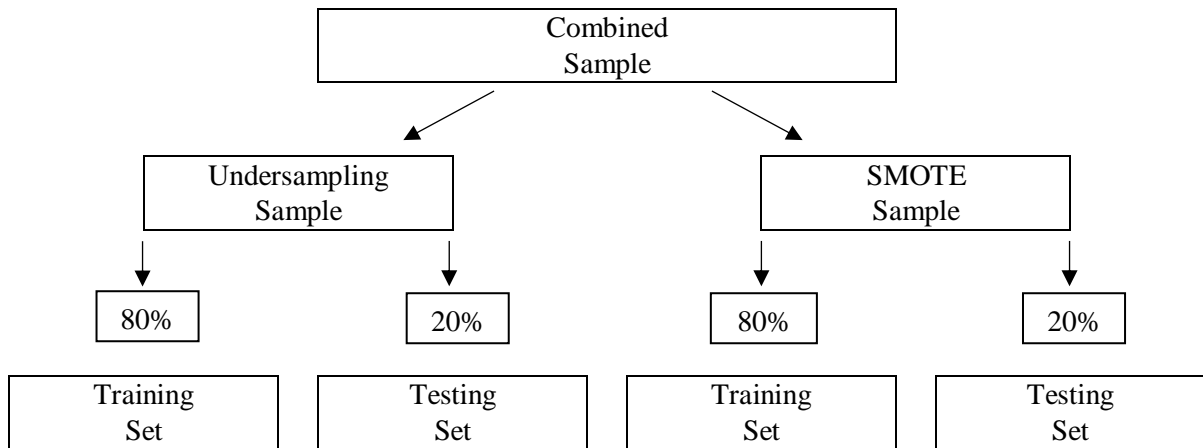 Combined
Sample
Undersampling
Sample
SMOTE
Sample
80%
20%
80%
20%
Training
Set
Testing
Set
Training
Set
Testing
Set